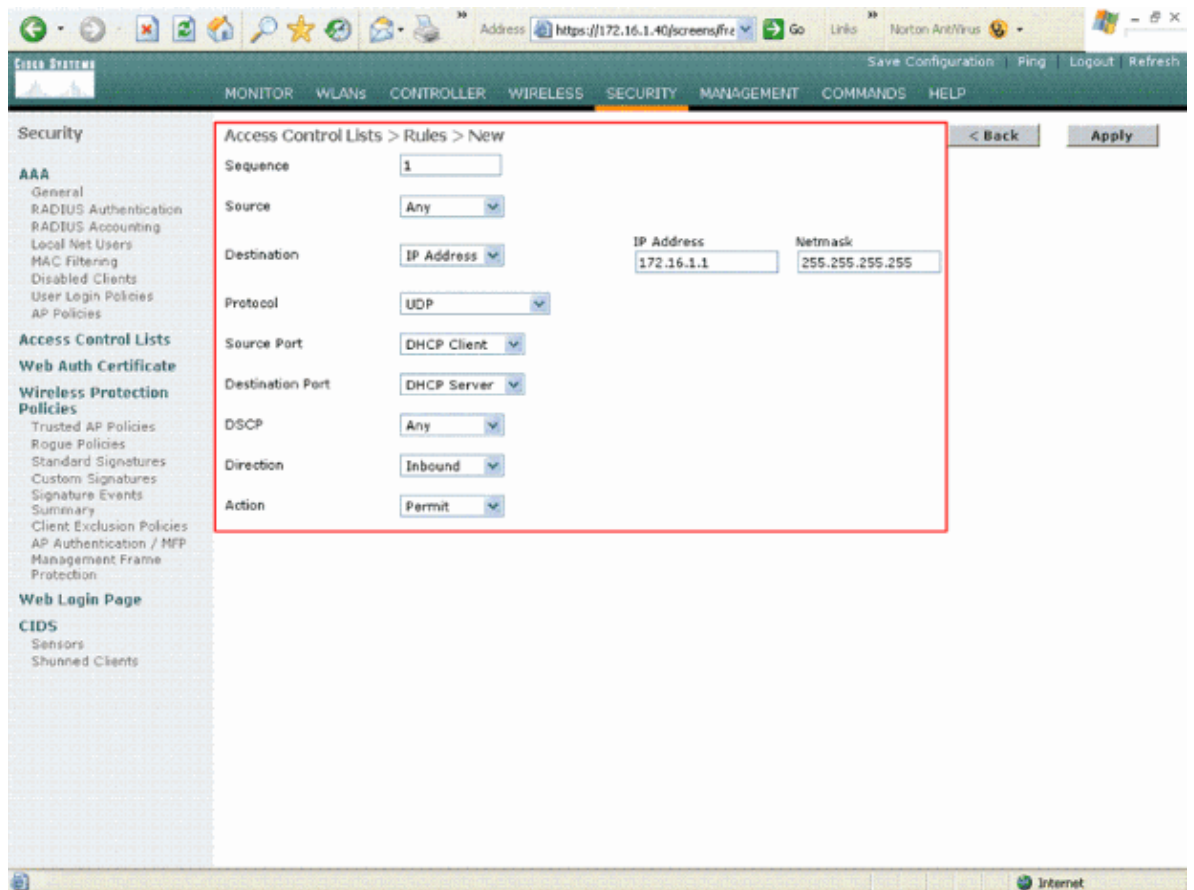 Address https://172.16.1.40/screens/fra Go Links Norton AntiVirus
CISCO SYSTEMS
Save Configuration | Ping | Logout | Refresh
MONITOR WLANs CONTROLLER WIRELESS SECURITY MANAGEMENT COMMANDS HELP
Security
AAA
General
RADIUS Authentication
RADIUS Accounting
Local Net Users
MAC Filtering
Disabled Clients
User Login Policies
AP Policies
Access Control Lists
Web Auth Certificate
Wireless Protection
Policies
Trusted AP Policies
Rogue Policies
Standard Signatures
Custom Signatures
Signature Events
Summary
Client Exclusion Policies
AP Authentication / MFP
Management Frame
Protection
Web Login Page
CIDS
Sensors
Shunned Clients
Access Control Lists > Rules > New
< Back Apply
Sequence 1
Source Any
IP Address Netmask
Destination IP Address 172.16.1.1 255.255.255.255
Protocol UDP
Source Port DHCP Client
Destination Port DHCP Server
DSCP Any
Direction Inbound
Action Permit
Internet